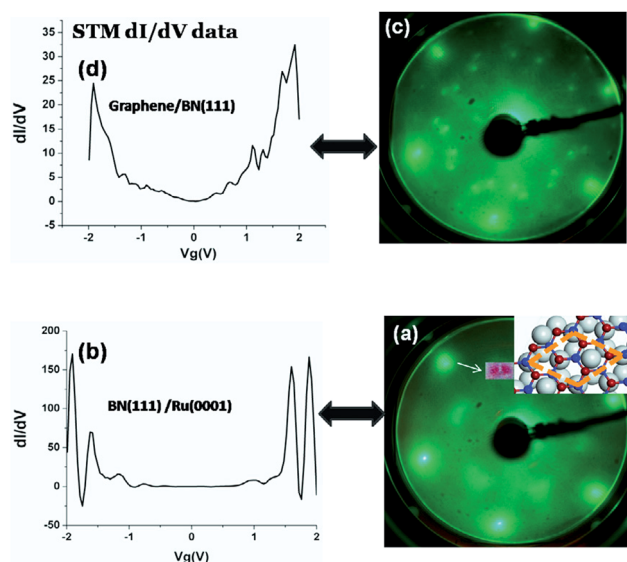 STM dI/dV data
(d)
Graphene/BN(111)
dI/dV
35
30
25
20
15
10
5
0
-2
-1
0
1
2
Vg(V)
(c)
(b)
BN(111) /Ru(0001)
dI/dV
200
150
100
50
0
-50
-2
-1
0
1
2
Vg(V)
(a)